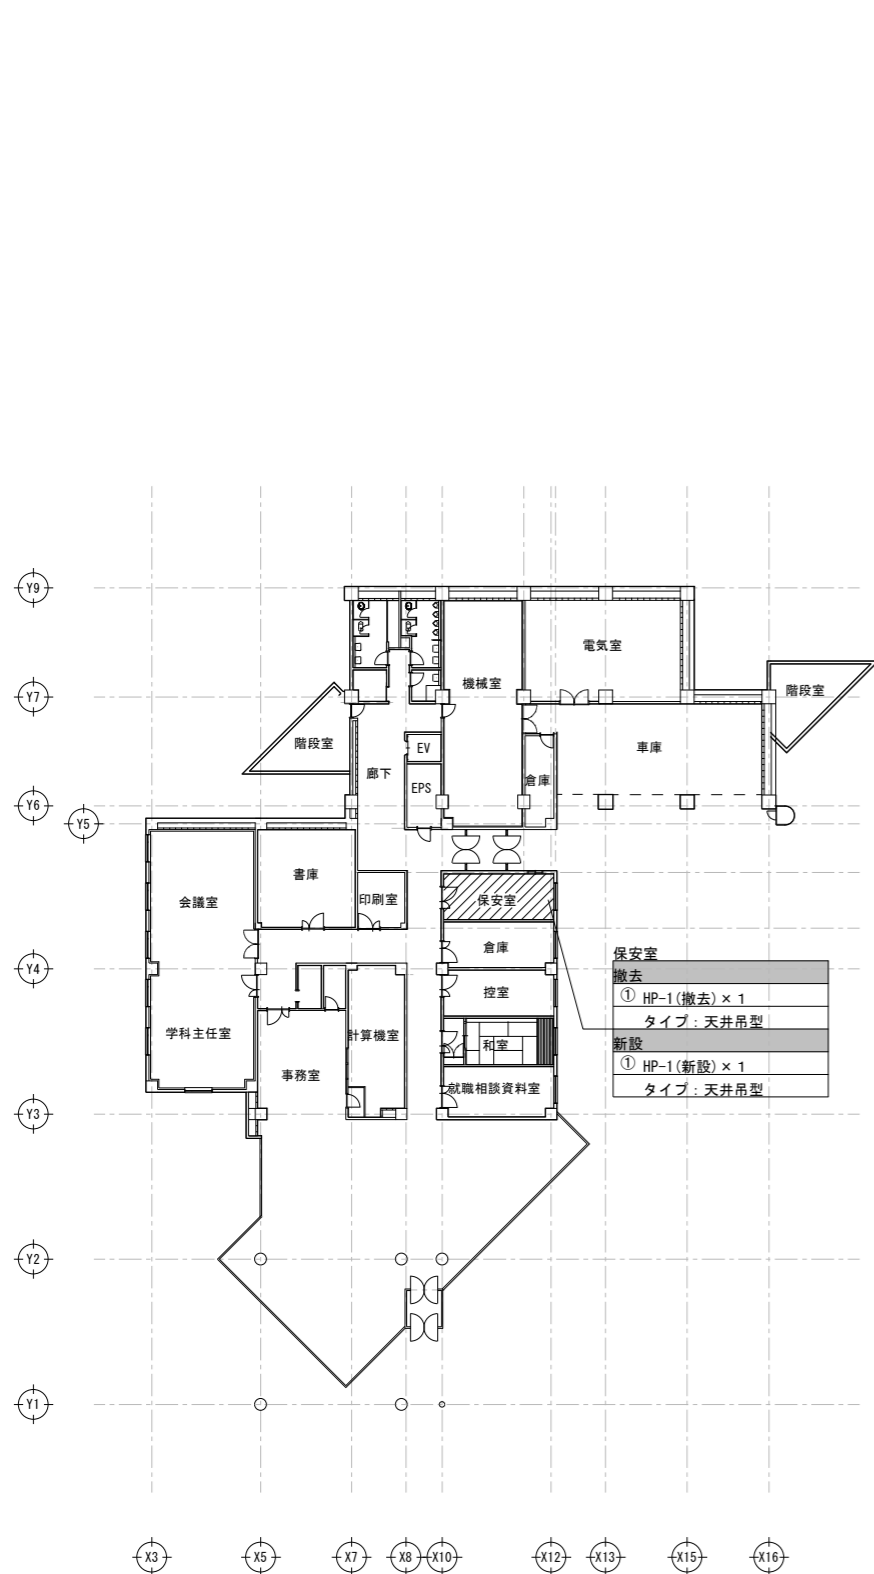 Y9
電気室
機械室
階段室
Y7
階段室
EV
車庫
廊下
EPS
倉庫
Y6
Y5
書庫
会議室
印刷室
保安室
倉庫
保安室
撤去
Y4
控室
① HP-1(撤去)×1
タイプ:天井吊型
学科主任室
計算機室
和室
新設
① HP-1(新設)×1
事務室
就職相談資料室
タイプ:天井吊型
Y3
Y2
Y1
X3 X5 X7 X8 X10 X12 X13 X15 X16